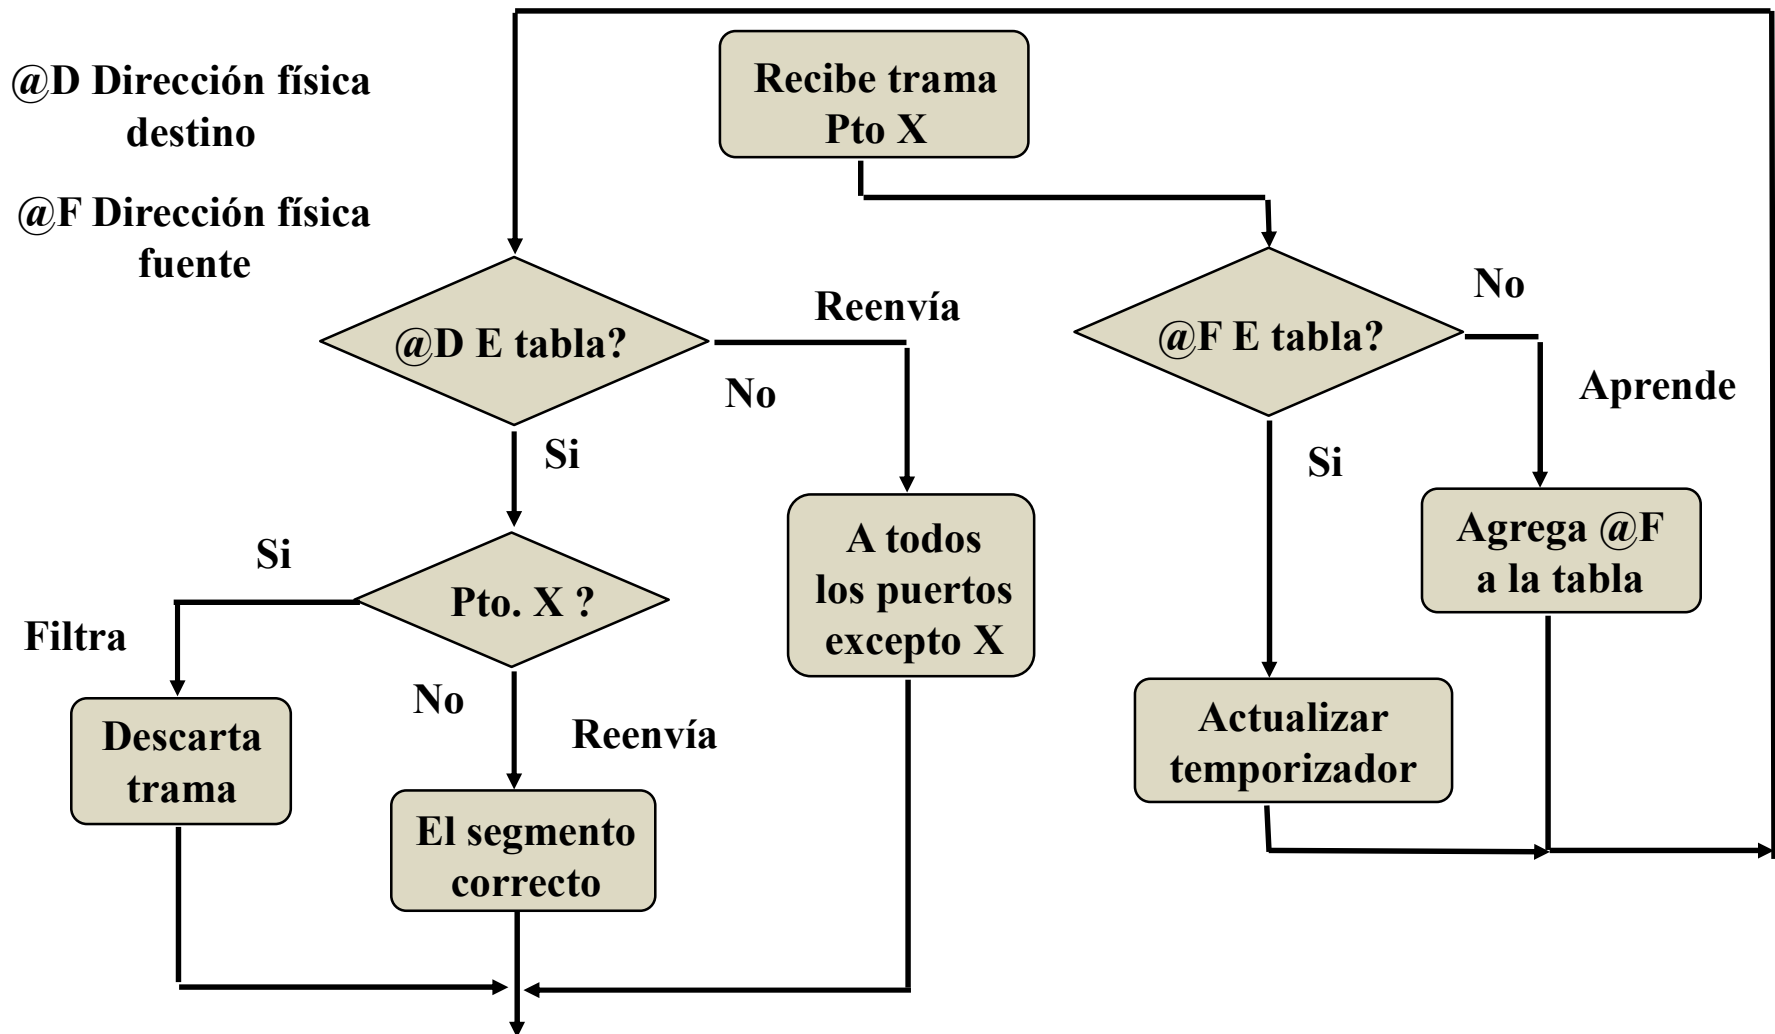 @D Dirección física
destino
@F Dirección física
fuente
Recibe trama
Pto X
@F E tabla?
No
Aprende
Si
Agrega @F
a la tabla
Actualizar
temporizador
@D E tabla?
Reenvía
No
Si
A todos
los puertos
excepto X
Pto. X ?
Si
Filtra
Descarta
trama
No
Reenvía
El segmento
correcto